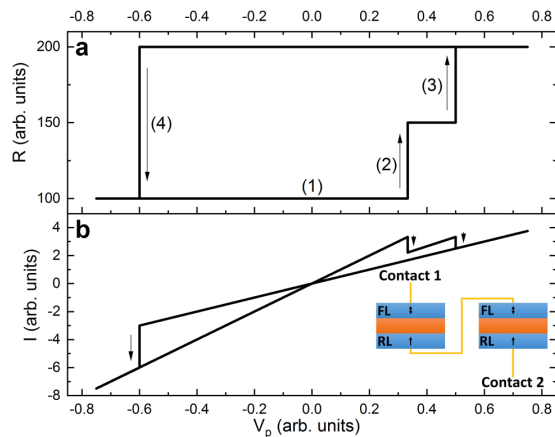 -0.8 -0.6 -0.4 -0.2 0.0 0.2 0.4 0.6 0.8
a
200
150
100
R (arb. units)
(1)
(2)
(3)
(4)
b
4
2
0
-2
-4
-6
-8
I (arb. units)
Contact 1
FL FL
RL RL
Contact 2
-0.8 -0.6 -0.4 -0.2 0.0 0.2 0.4 0.6 0.8
Vp (arb. units)